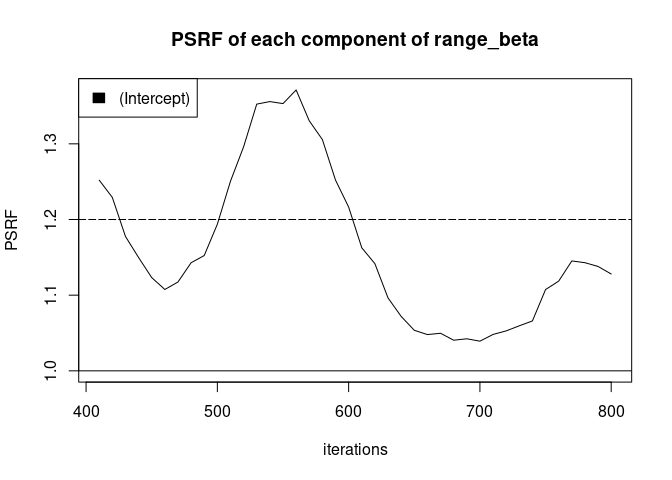 PSRF of each component of range_beta
(Intercept)
PSRF
1.3
1.2
1.1
1.0
400 500 600 700 800
iterations